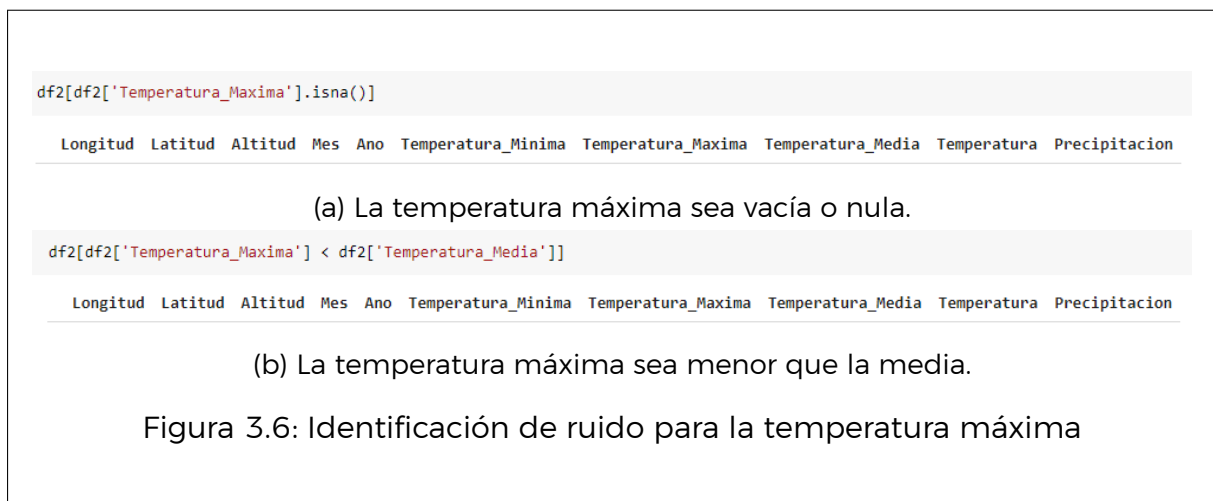 df2[df2['Temperatura_Maxima'].isna()]
Longitud Latitud Altitud Mes Ano Temperatura_Minima Temperatura_Maxima Temperatura_Media Temperatura Precipitacion
(a) La temperatura máxima sea vacía o nula.
df2[df2['Temperatura_Maxima'] < df2['Temperatura_Media']]
Longitud Latitud Altitud Mes Ano Temperatura_Minima Temperatura_Maxima Temperatura_Media Temperatura Precipitacion
(b) La temperatura máxima sea menor que la media.
Figura 3.6: Identificación de ruido para la temperatura máxima